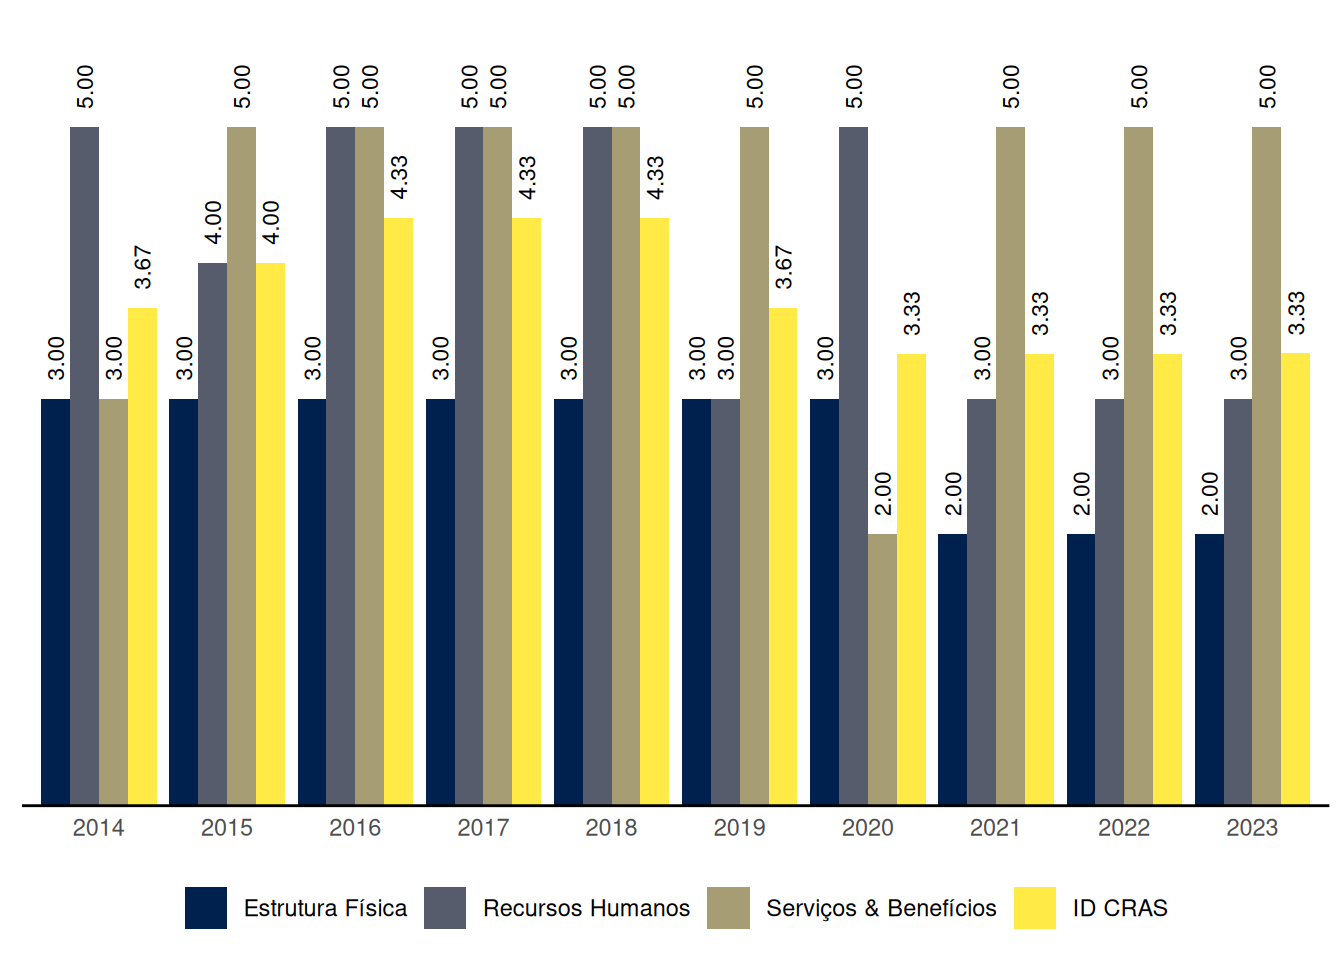 3.00 5.00 3.00 3.67 3.00 4.00 5.00 4.00 3.00 5.00 5.00 4.33 3.00 5.00 5.00 4.33 3.00 5.00 5.00 4.33 3.00 3.00 5.00 3.67 3.00 5.00 2.00 3.33 2.00 3.00 5.00 3.33 2.00 3.00 5.00 3.33 2.00 3.00 5.00 3.33
2014 2015 2016 2017 2018 2019 2020 2021 2022 2023
Estrutura Física Recursos Humanos Serviços & Benefícios ID CRAS